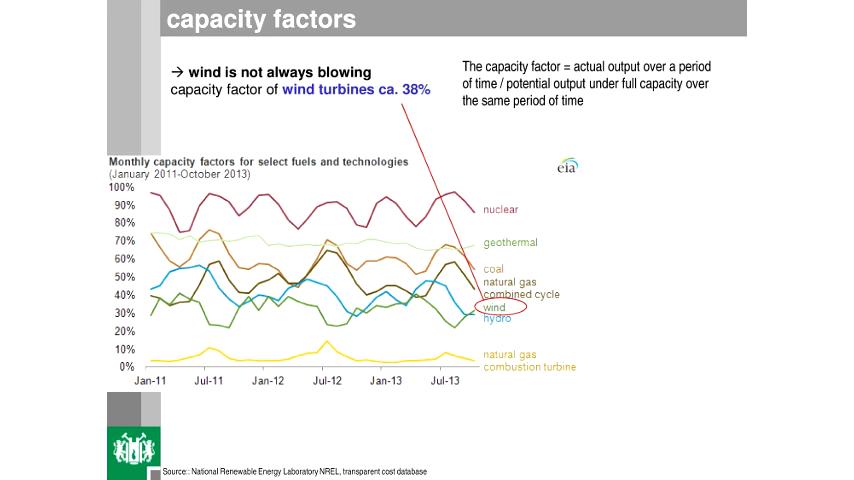 capacity factors
→ wind is not always blowing
capacity factor of wind turbines ca. 38%
The capacity factor = actual output over a period
of time / potential output under full capacity over
the same period of time
Monthly capacity factors for select fuels and technologies
(January 2011-October 2013)
eia
100%
90%
80%
70%
60%
50%
40%
30%
20%
10%
0%
nuclear
geothermal
coal
natural gas
combined cycle
wind
hydro
natural gas
combustion turbine
Jan-11 Jul-11 Jan-12 Jul-12 Jan-13 Jul-13
Source:: National Renewable Energy Laboratory NREL, transparent cost database